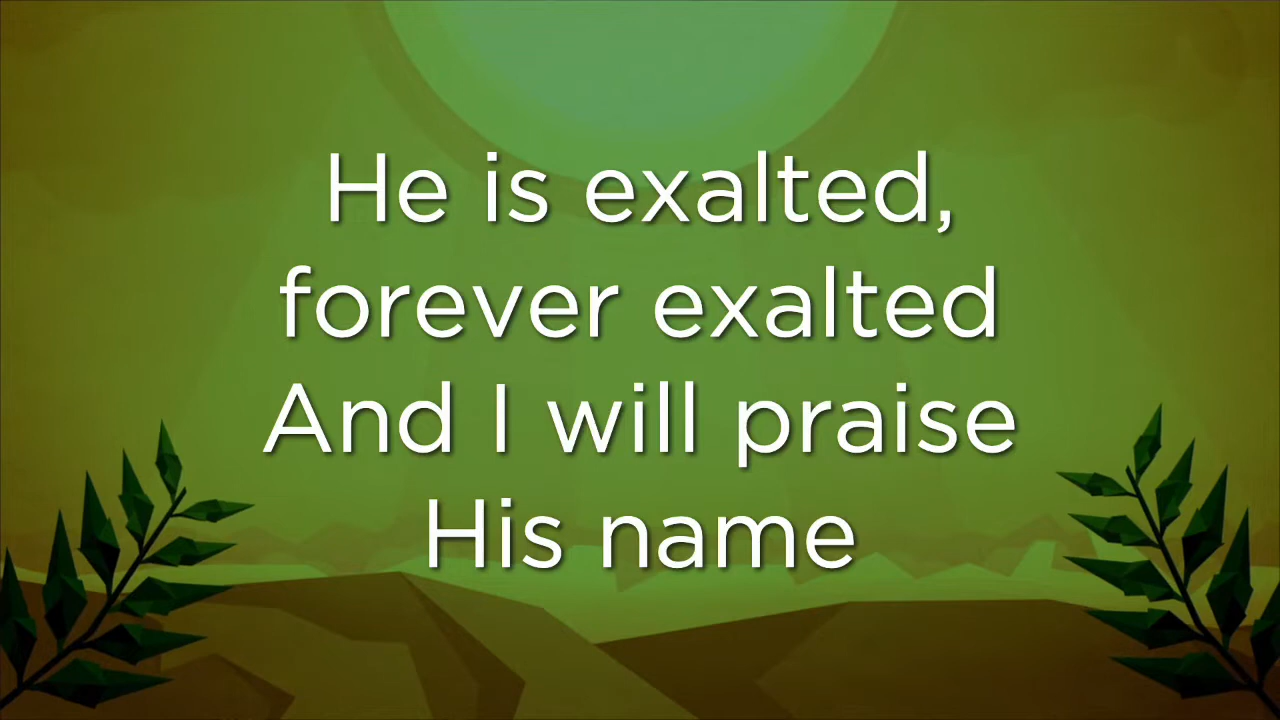 He is exalted,
forever exalted
And I will praise
His name